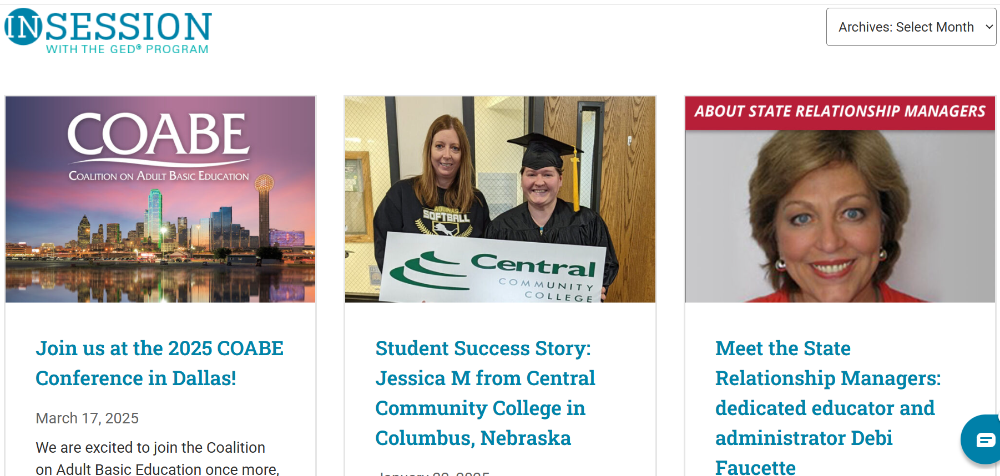 INSESSION
WITH THE GED® PROGRAM
Archives: Select Month
COABE
COALITION ON ADULT BASIC EDUCATION
AQUINAS
SOFTBALL
Central
COMMUNITY
COLLEGE
ABOUT STATE RELATIONSHIP MANAGERS
Join us at the 2025 COABE
Conference in Dallas!
March 17, 2025
We are excited to join the Coalition
on Adult Basic Education once more,
Student Success Story:
Jessica M from Central
Community College in
Columbus, Nebraska
Meet the State
Relationship Managers:
dedicated educator and
administrator Debi
Faucette